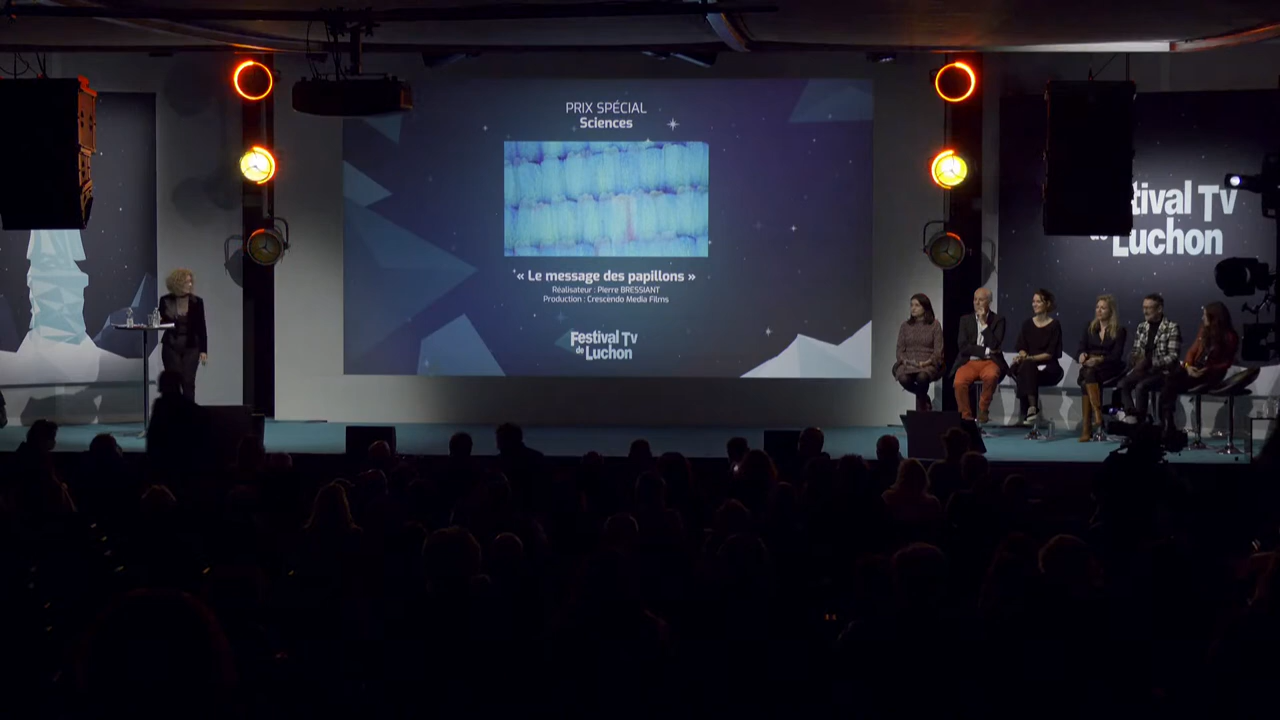 PRIX SPÉCIAL
Sciences
« Le message des papillons »
Réalisateur : Pierre BRESSIANT
Production : Crescendo Media Films
Festival Tv
de Luchon
tival Tv
de Luchon